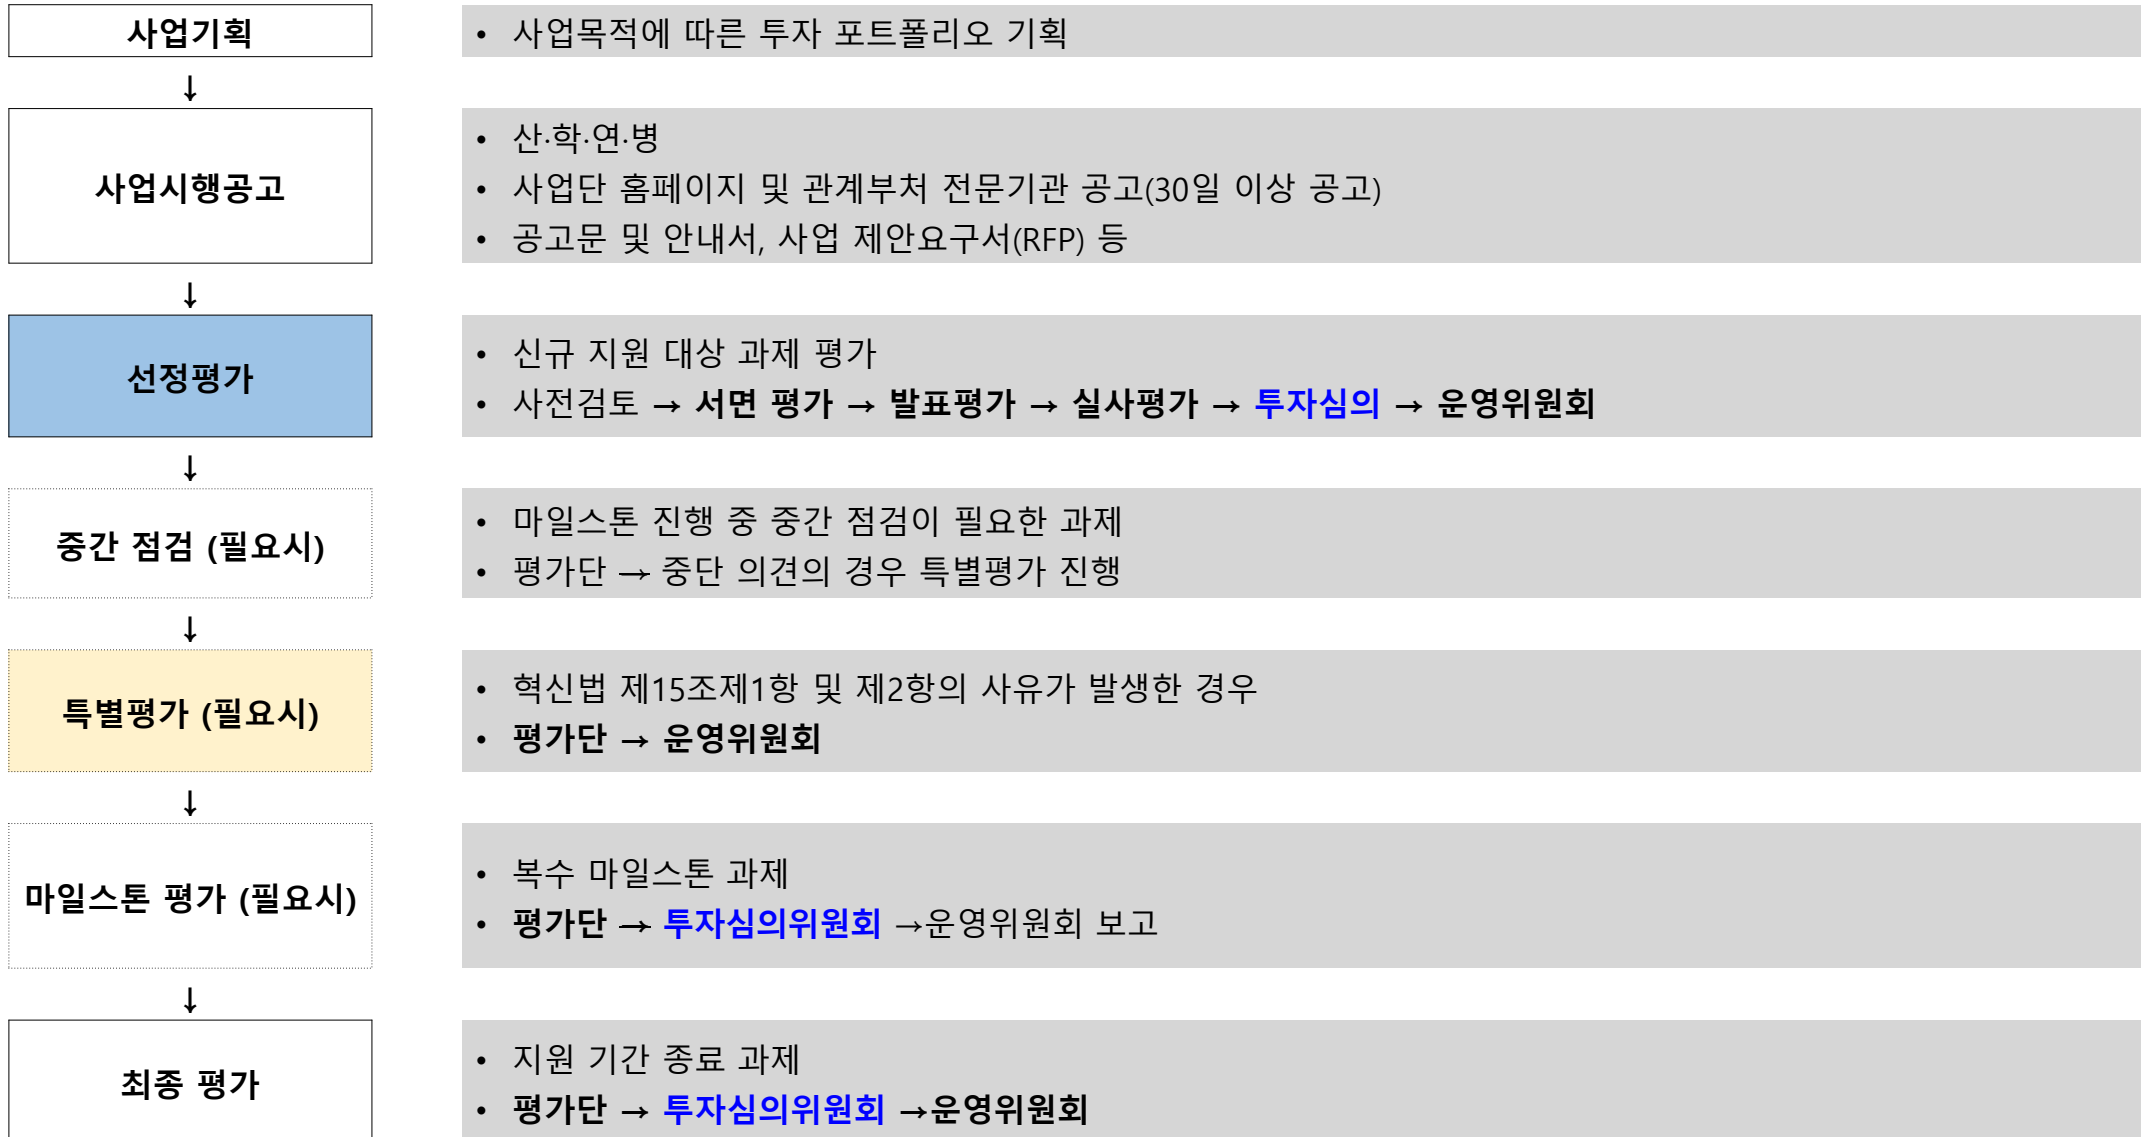 사업기획
• 사업목적에 따른 투자 포트폴리오 기획
↓
사업시행공고
• 산·학·연·병
• 사업단 홈페이지 및 관계부처 전문기관 공고(30일 이상 공고)
• 공고문 및 안내서, 사업 제안요구서(RFP) 등
↓
선정평가
• 신규 지원 대상 과제 평가
• 사전검토 → 서면 평가 → 발표평가 → 실사평가 → 투자심의 → 운영위원회
↓
중간 점검 (필요시)
• 마일스톤 진행 중 중간 점검이 필요한 과제
• 평가단 → 중단 의견의 경우 특별평가 진행
↓
특별평가 (필요시)
• 혁신법 제15조제1항 및 제2항의 사유가 발생한 경우
• 평가단 → 운영위원회
↓
마일스톤 평가 (필요시)
• 복수 마일스톤 과제
• 평가단 → 투자심의위원회 →운영위원회 보고
↓
최종 평가
• 지원 기간 종료 과제
• 평가단 → 투자심의위원회 →운영위원회